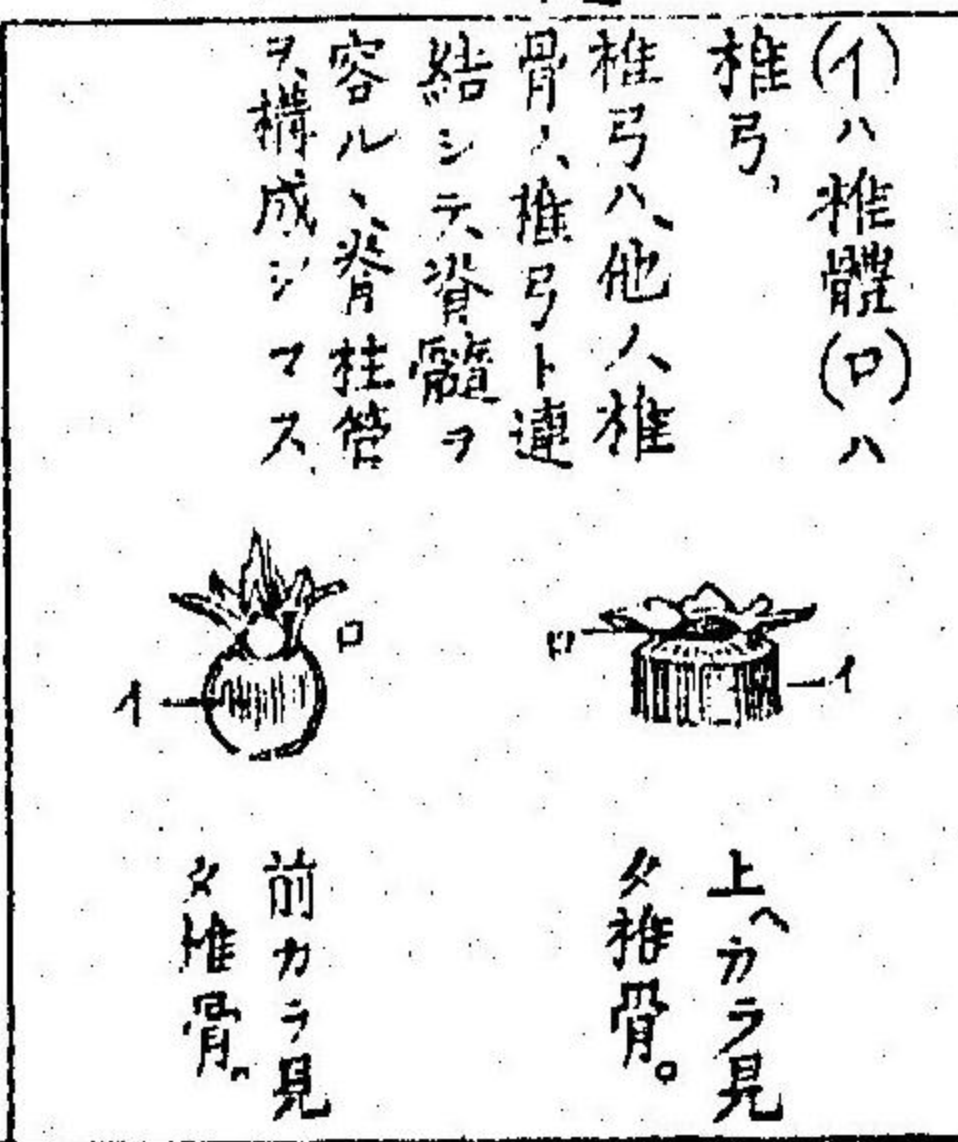 (イ)ハ椎體(ロ)ハ
椎弓、
椎弓ハ、他ノ、椎
骨ノ、椎弓ト連
結シテ、脊髓ヲ
容ルヽ、脊柱管
ヲ、構成シマス、
ロ
イ
上ヘカラ見
タ椎骨。
ロ
イ
前カラ見
タ椎骨。